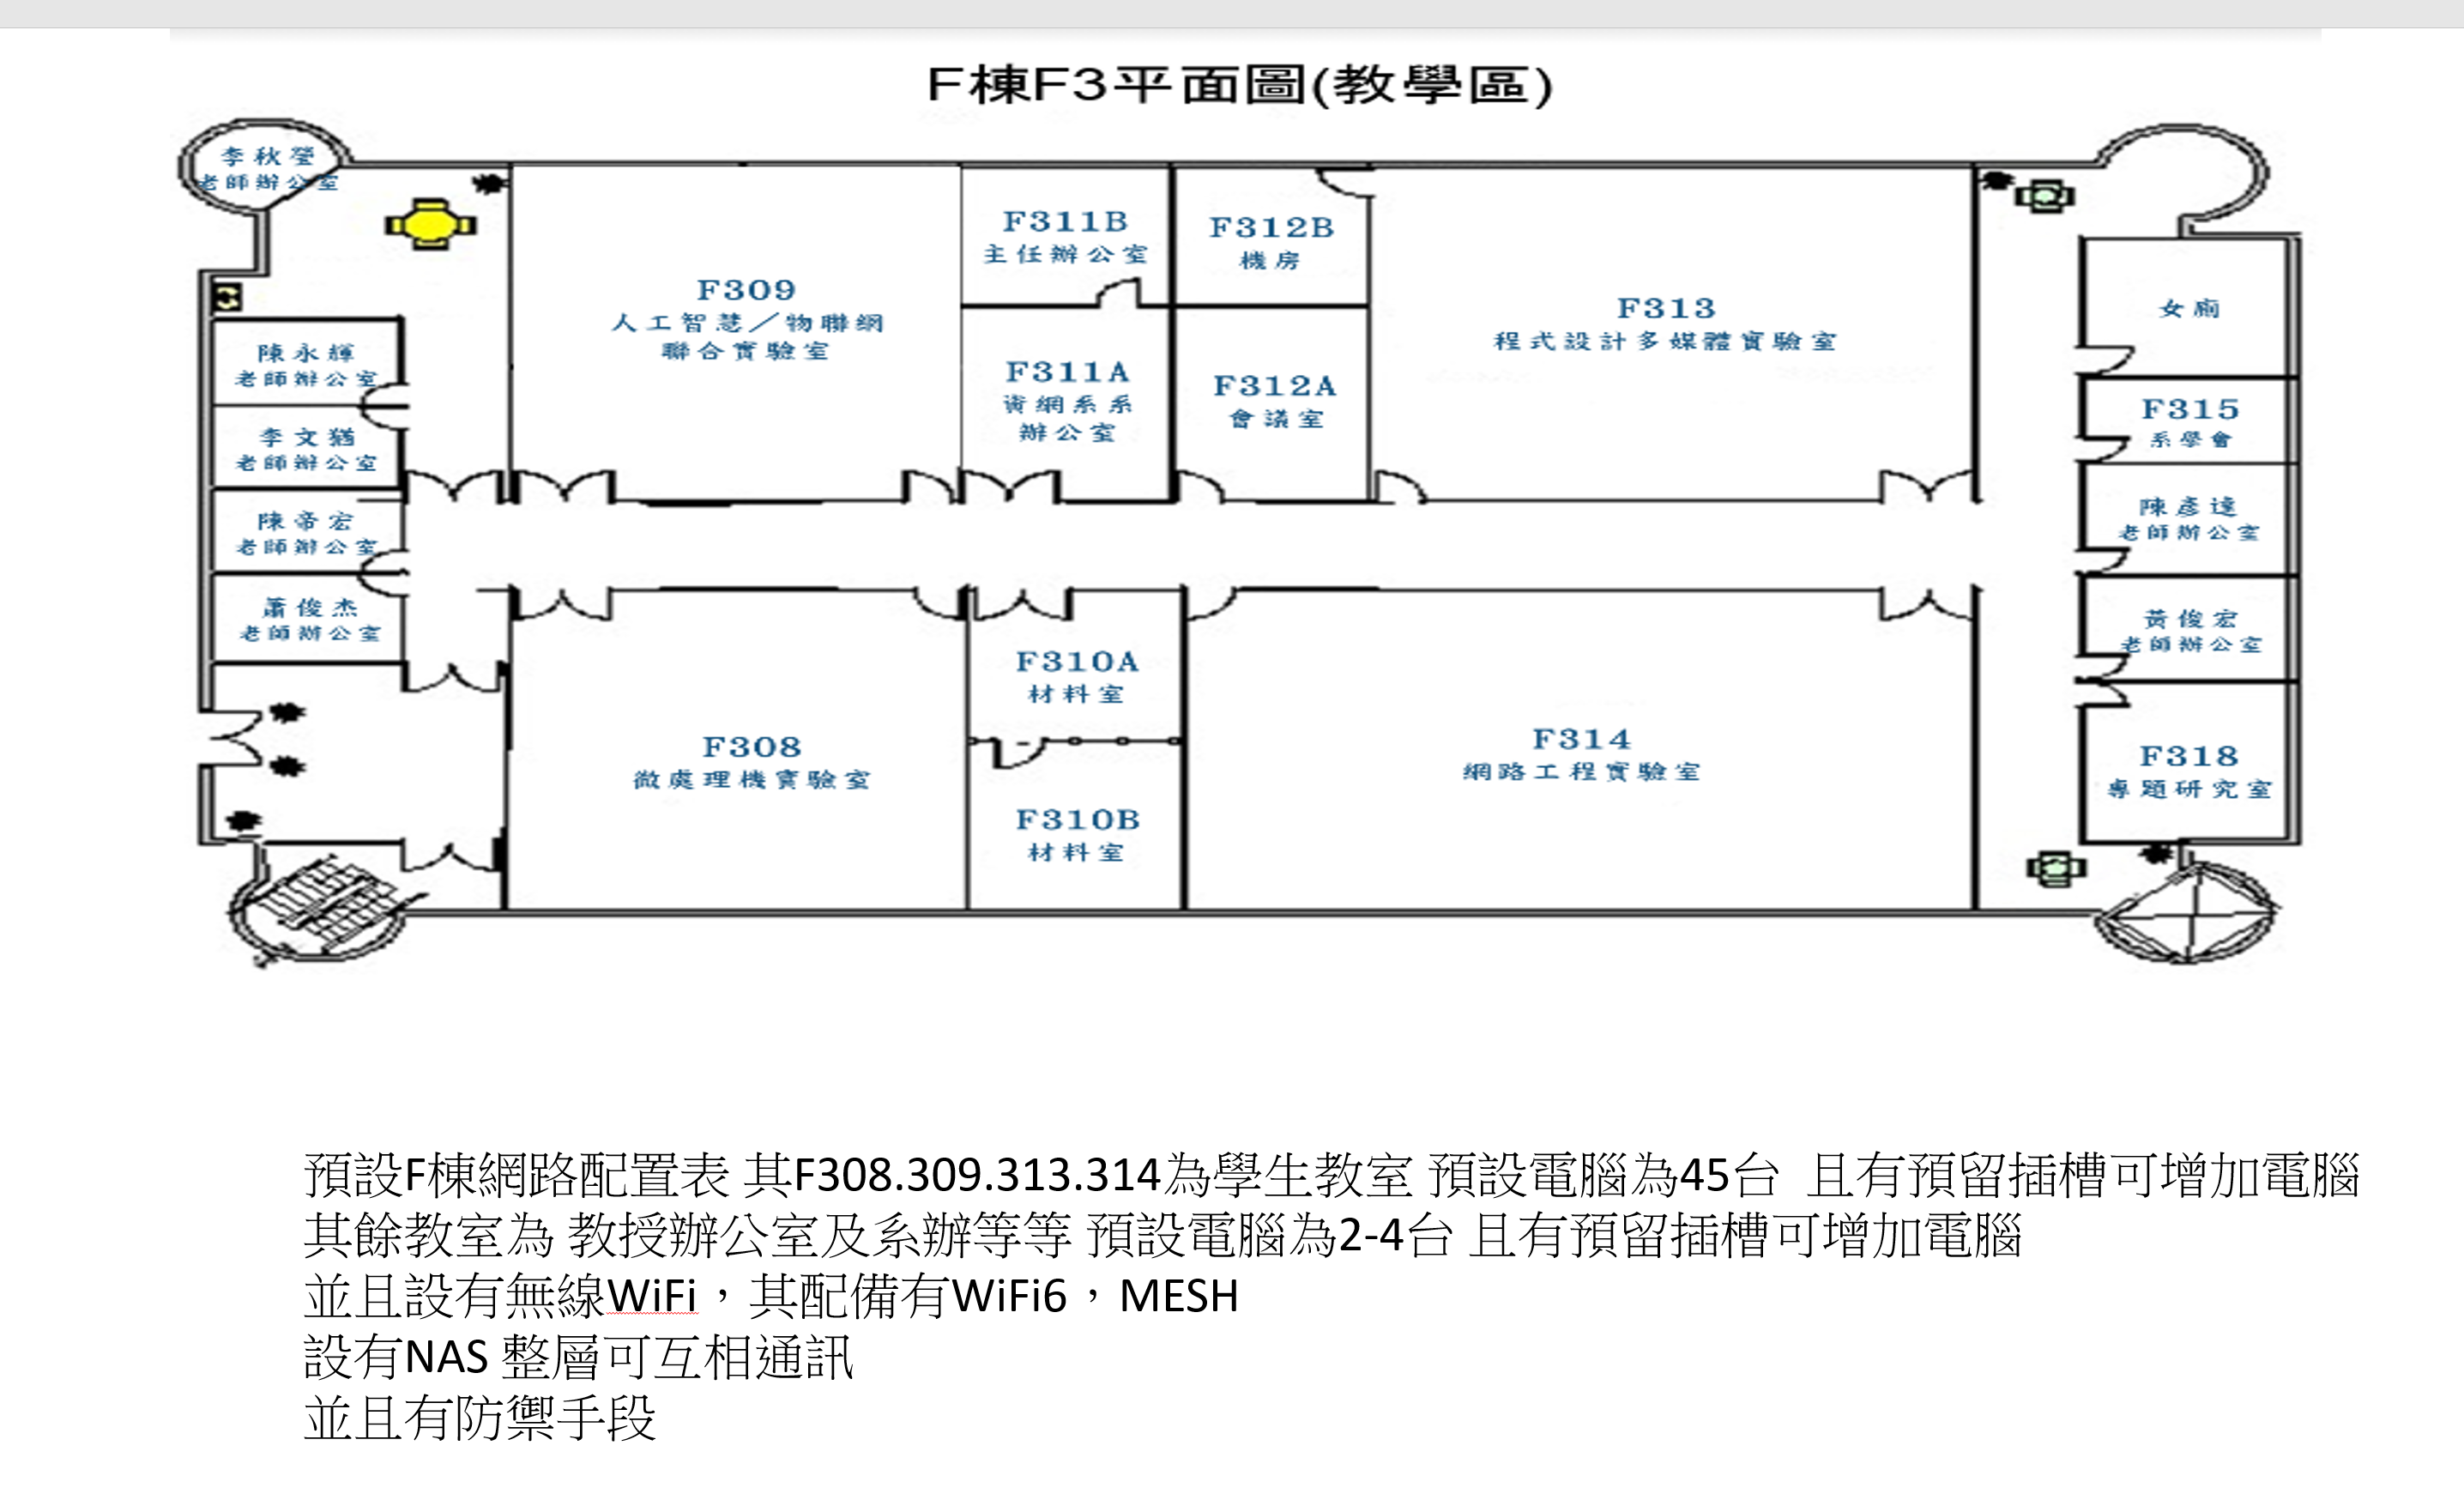 F棟F3平面圖(教學區)
李秋瑩
老師辦公室
F309
人工智慧／物聯網
聯合實驗室
F311B
主任辦公室
F312B
機房
F313
程式設計多媒體實驗室
女廁
陳永輝
老師辦公室
F311A
資網系系
辦公室
F312A
會議室
F315
系學會
李文猶
老師辦公室
陳帝宏
老師辦公室
陳彥達
老師辦公室
蕭俊杰
老師辦公室
黃俊宏
老師辦公室
F308
微處理機實驗室
F310A
材料室
F310B
材料室
F314
網路工程實驗室
F318
專題研究室
預設F棟網路配置表 其F308.309.313.314為學生教室 預設電腦為45台 且有預留插槽可增加電腦
其餘教室為 教授辦公室及系辦等等 預設電腦為2-4台 且有預留插槽可增加電腦
並且設有無線WiFi，其配備有WiFi6，MESH
設有NAS 整層可互相通訊
並且有防禦手段